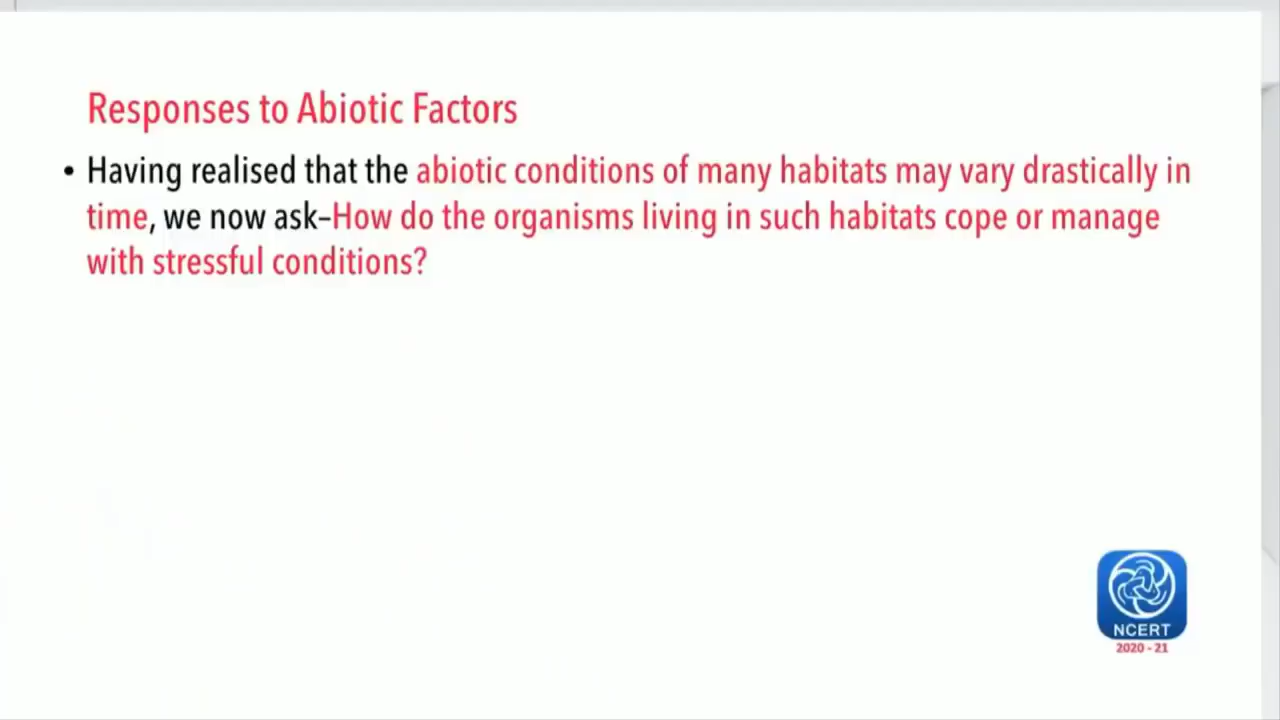 Responses to Abiotic Factors
• Having realised that the abiotic conditions of many habitats may vary drastically in
time, we now ask–How do the organisms living in such habitats cope or manage
with stressful conditions?
NCERT
2020 - 21